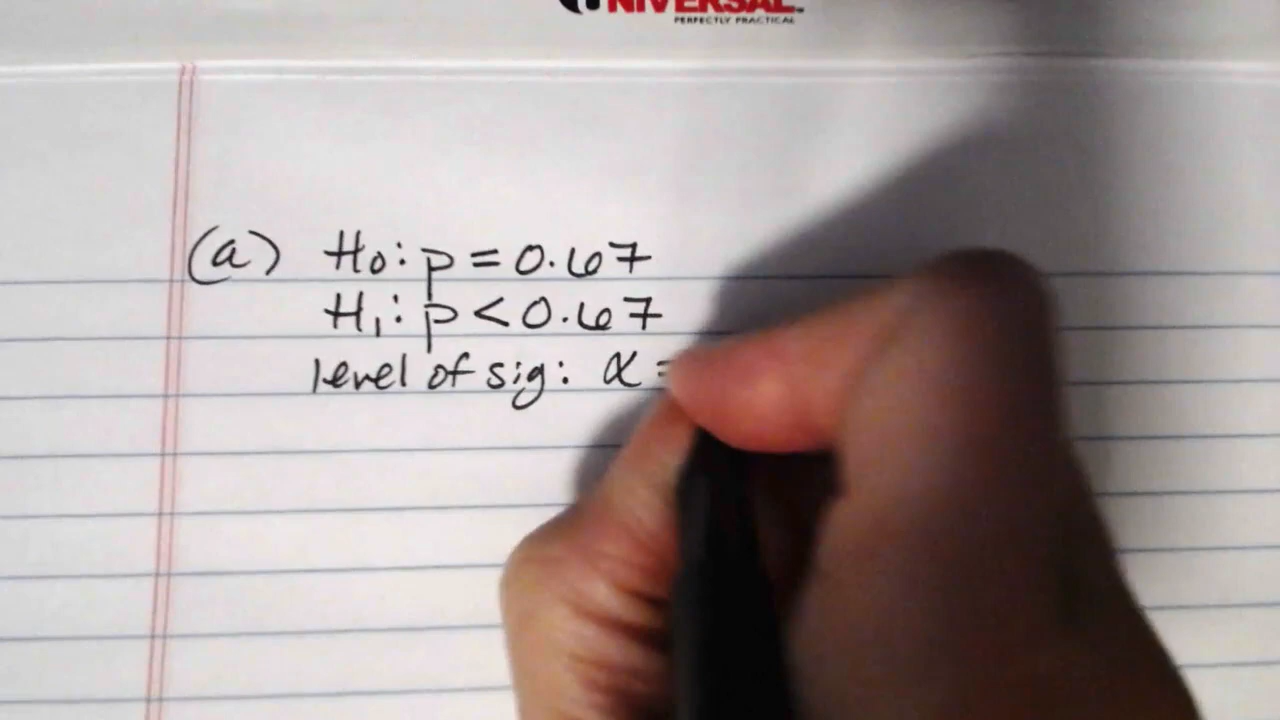 NIVERSAL
PERFECTLY PRACTICAL
(a) H₀: p = 0.67
H₁: p < 0.67
level of sig: α =